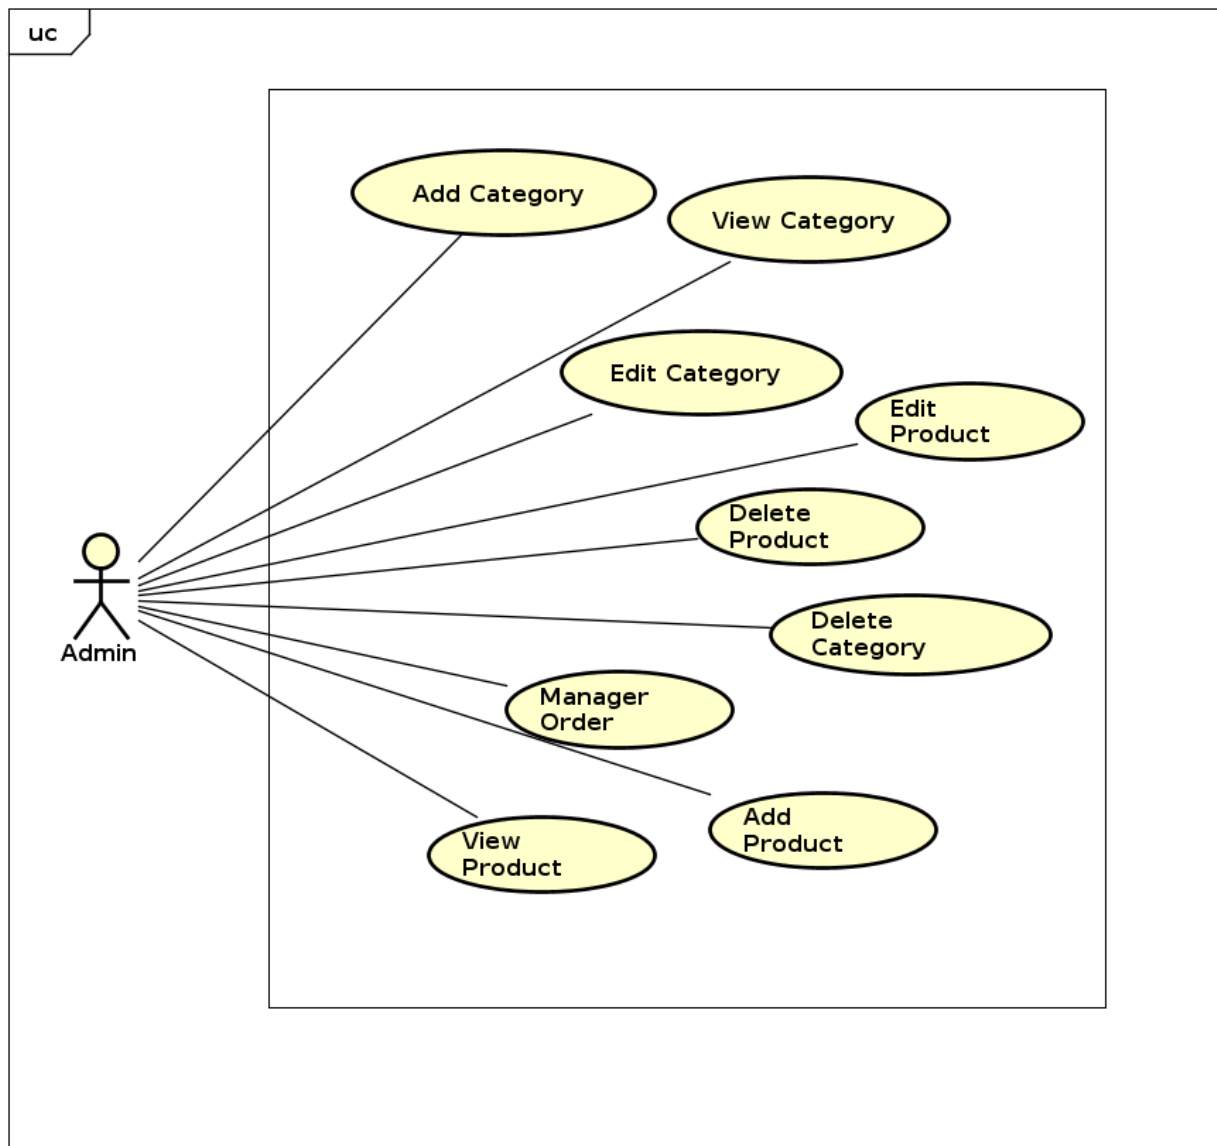 uc
Add Category
View Category
Edit Category
Edit
Product
Delete
Product
Delete
Category
Admin
Manager
Order
Add
Product
View
Product